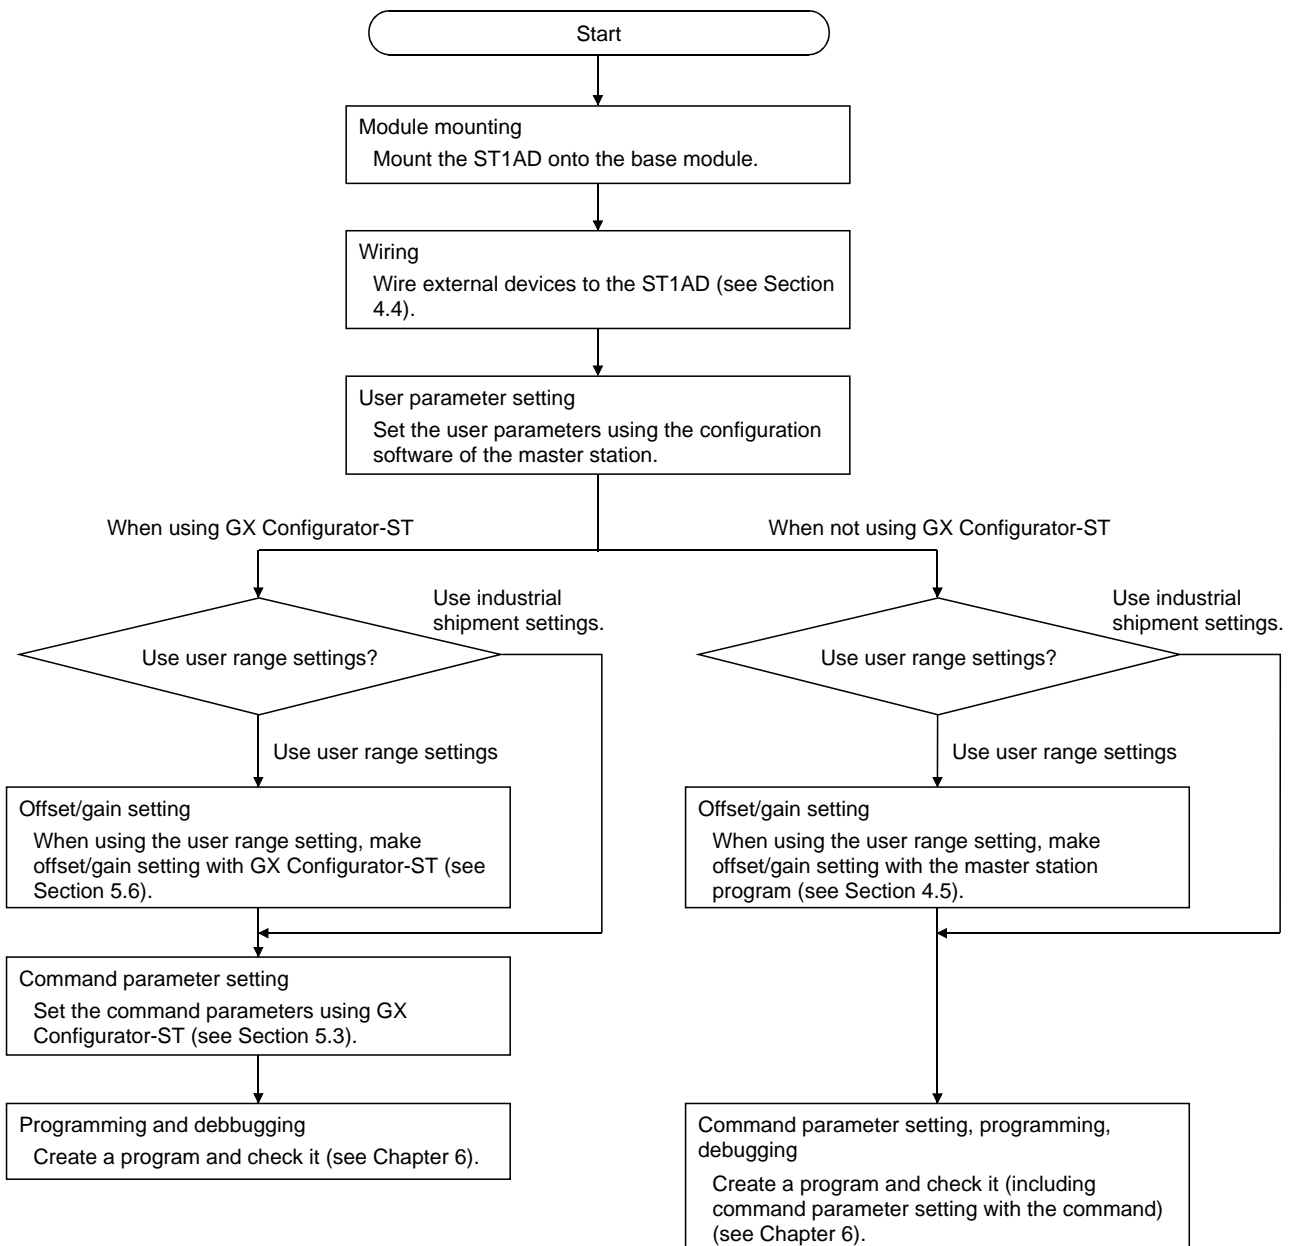 Start
Module mounting
Mount the ST1AD onto the base module.
Wiring
Wire external devices to the ST1AD (see Section
4.4).
User parameter setting
Set the user parameters using the configuration
software of the master station.
When using GX Configurator-ST
When not using GX Configurator-ST
Use industrial
shipment settings.
Use user range settings?
Use user range settings
Offset/gain setting
When using the user range setting, make
offset/gain setting with GX Configurator-ST (see
Section 5.6).
Command parameter setting
Set the command parameters using GX
Configurator-ST (see Section 5.3).
Programming and debbugging
Create a program and check it (see Chapter 6).
Use industrial
shipment settings.
Use user range settings?
Use user range settings
Offset/gain setting
When using the user range setting, make
offset/gain setting with the master station
program (see Section 4.5).
Command parameter setting, programming,
debugging
Create a program and check it (including
command parameter setting with the command)
(see Chapter 6).